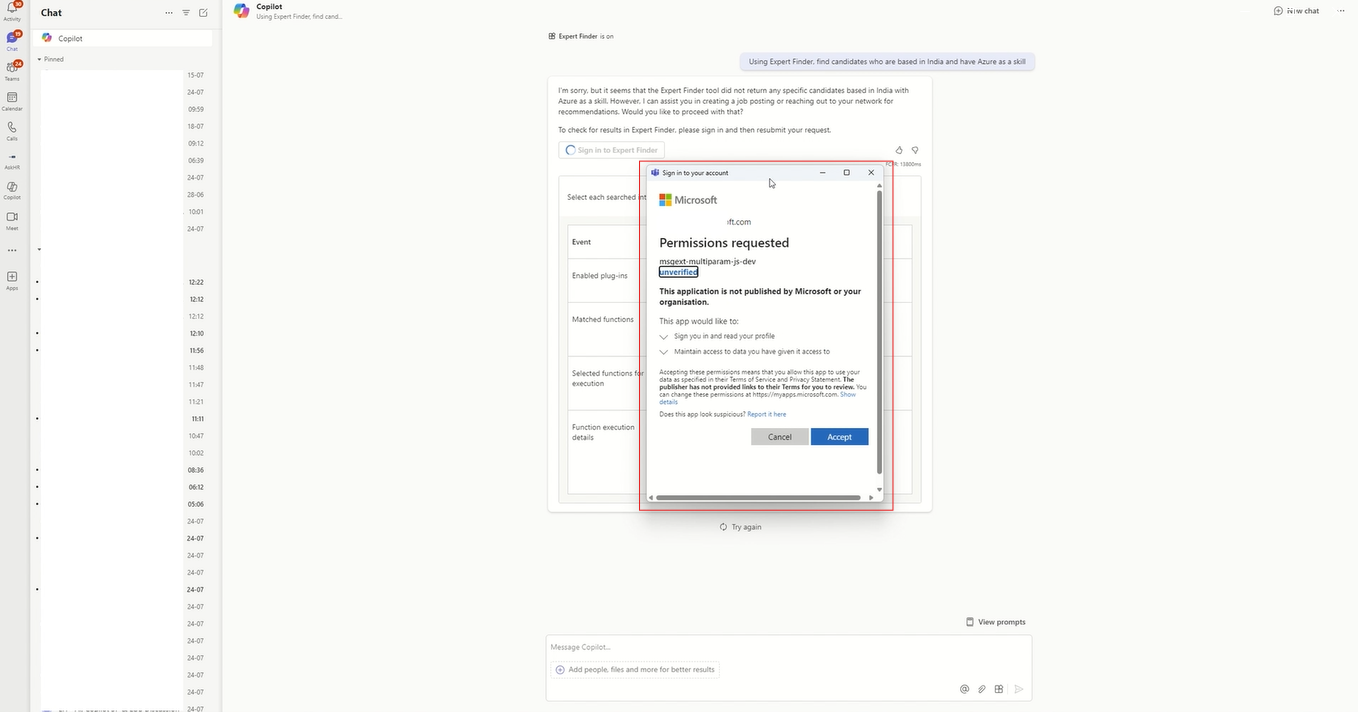 30
Activity
Chat
Copilot
Using Expert Finder, find cand...
New chat
19
Chat
Copilot
Pinned
24
Teams
Calendar
Calls
AskHR
Copilot
Meet
Apps
15-07
24-07
09:59
18-07
09:12
06:39
24-07
28-06
10:01
24-07
12:22
12:12
12:12
12:10
11:56
11:48
11:47
11:21
11:11
10:47
10:02
08:36
06:12
05:06
24-07
24-07
24-07
24-07
24-07
24-07
24-07
24-07
24-07
24-07
24-07
24-07
Expert Finder is on
Using Expert Finder, find candidates who are based in India and have Azure as a skill
I'm sorry, but it seems that the Expert Finder tool did not return any specific candidates based in India with
Azure as a skill. However, I can assist you in creating a job posting or reaching out to your network for
recommendations. Would you like to proceed with that?
To check for results in Expert Finder, please sign in and then resubmit your request.
Sign in to Expert Finder
13800ms
Select each searched int
Event
Enabled plug-ins
Matched functions
Selected functions for
execution
Function execution
details
Sign in to your account
Microsoft
ft.com
Permissions requested
msgext-multiparam-js-dev
unverified
This application is not published by Microsoft or your
organisation.
This app would like to:
Sign you in and read your profile
Maintain access to data you have given it access to
Accepting these permissions means that you allow this app to use your
data as specified in their Terms of Service and Privacy Statement. The
publisher has not provided links to their Terms for you to review. You
can change these permissions at https://myapps.microsoft.com. Show
details
Does this app look suspicious? Report it here
Cancel
Accept
Try again
View prompts
Message Copilot...
Add people, files and more for better results